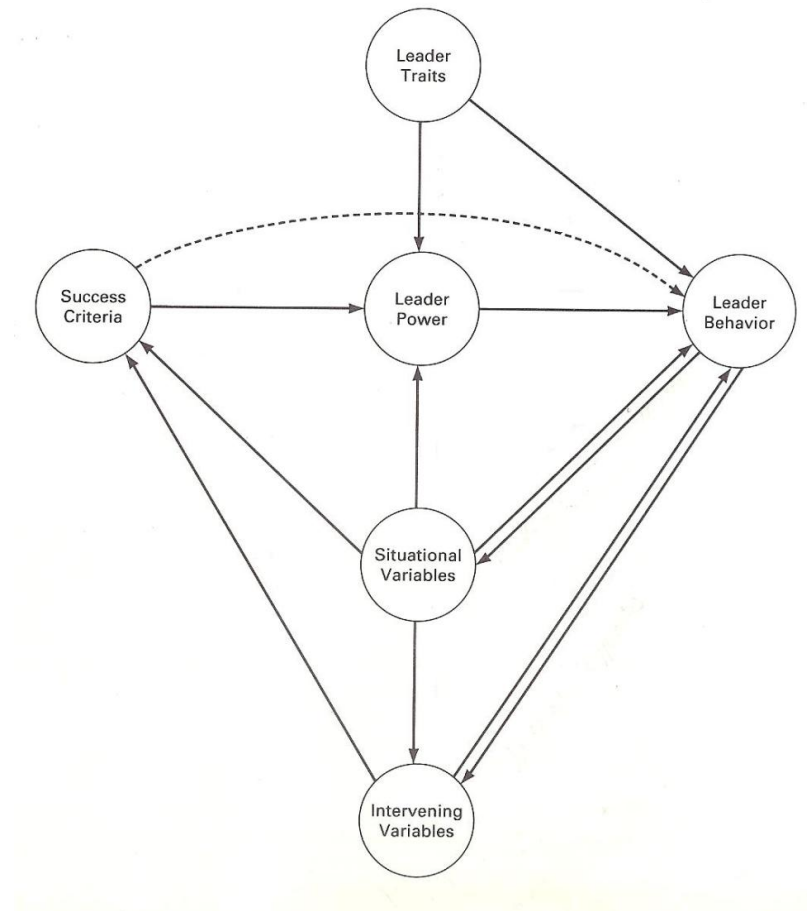 Leader
Traits
Success
Criteria
Leader
Power
Leader
Behavior
Situational
Variables
Intervening
Variables